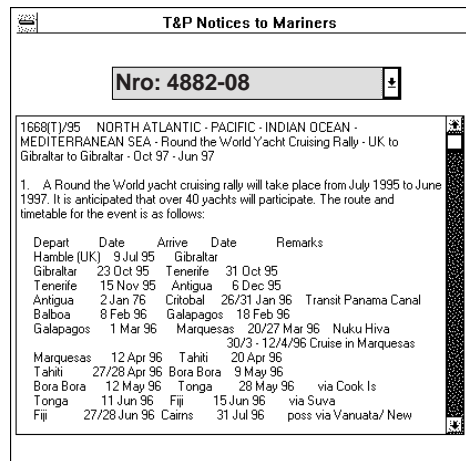 T&P Notices to Mariners
Nro: 4882-08
1668(T)/95 NORTH ATLANTIC - PACIFIC - INDIAN OCEAN -
MEDITERRANEAN SEA - Round the World Yacht Cruising Rally - UK to
Gibraltar to Gibraltar - Oct 97 - Jun 97
1. A Round the World yacht cruising rally will take place from July 1995 to June
1997. It is anticipated that over 40 yachts will participate. The route and
timetable for the event is as follows:
Depart Date Arrive Date Remarks
Hamble (UK) 9 Jul 95 Gibraltar
Gibraltar 23 Oct 95 Tenerife 31 Oct 95
Tenerife 15 Nov 95 Antigua 6 Dec 95
Antigua 2 Jan 76 Critobal 26/31 Jan 96 Transit Panama Canal
Balboa 8 Feb 96 Galapagos 18 Feb 96
Galapagos 1 Mar 96 Marquesas 20/27 Mar 96 Nuku Hiva
30/3 - 12/4/96 Cruise in Marquesas
Marquesas 12 Apr 96 Tahiti 20 Apr 96
Tahiti 27/28 Apr 96 Bora Bora 9 May 96
Bora Bora 12 May 96 Tonga 28 May 96 via Cook Is
Tonga 11 Jun 96 Fiji 15 Jun 96 via Suva
Fiji 27/28 Jun 96 Cairns 31 Jul 96 poss via Vanuata/ New